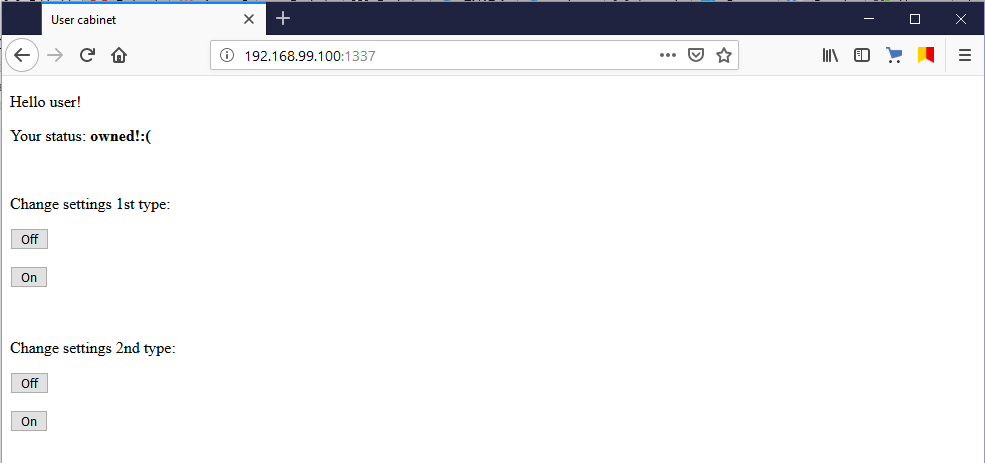 User cabinet
192.168.99.100:1337
Hello user!
Your status: owned!:(
Change settings 1st type:
Off
On
Change settings 2nd type:
Off
On